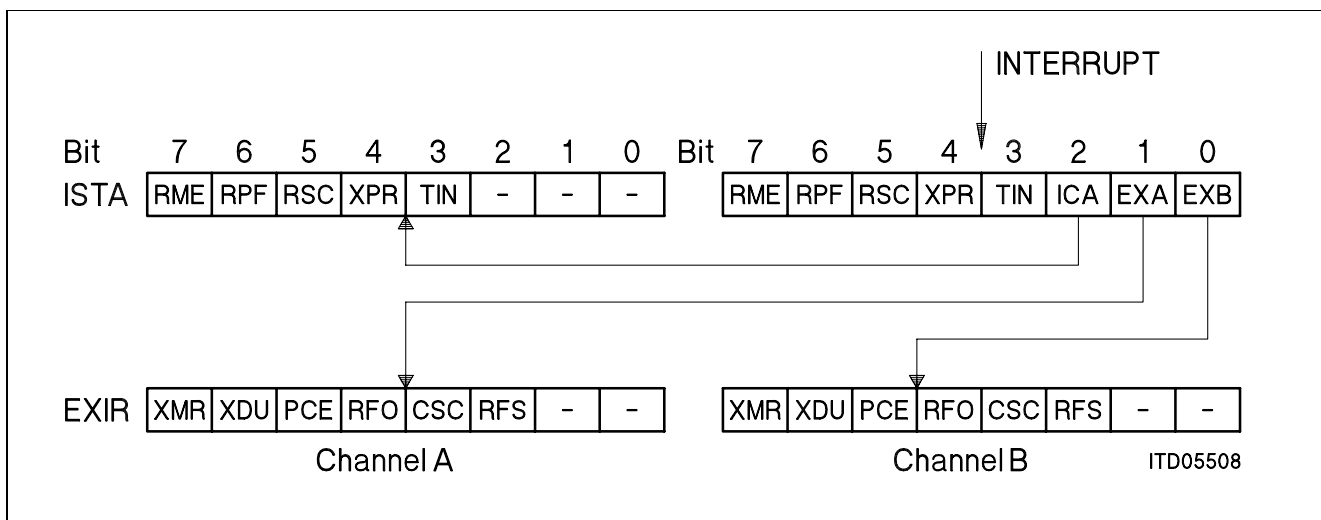 INTERRUPT
Bit 7 6 5 4 3 2 1 0 Bit 7 6 5 4 3 2 1 0
ISTA RME RPF RSC XPR TIN - - - RME RPF RSC XPR TIN ICA EXA EXB
EXIR XMR XDU PCE RFO CSC RFS - - XMR XDU PCE RFO CSC RFS - -
Channel A Channel B ITD05508